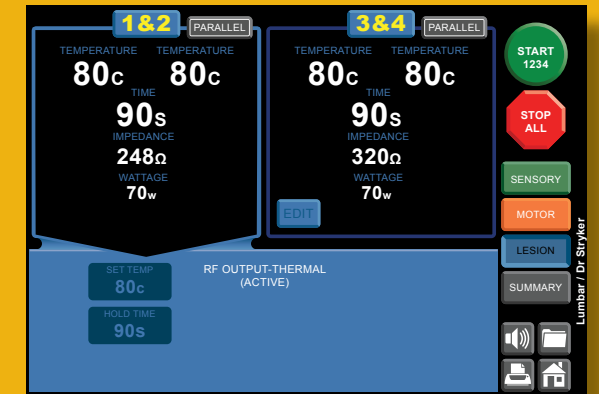 1&2 PARALLEL
TEMPERATURE TEMPERATURE
80c 80c
TIME
90s
IMPEDANCE
248Ω
WATTAGE
70w
3&4 PARALLEL
TEMPERATURE TEMPERATURE
80c 80c
TIME
90s
IMPEDANCE
320Ω
WATTAGE
70w
EDIT
SET TEMP
80c
HOLD TIME
90s
RF OUTPUT-THERMAL
(ACTIVE)
START
1234
STOP
ALL
SENSORY
MOTOR
LESION
SUMMARY
Lumbar / Dr Stryker